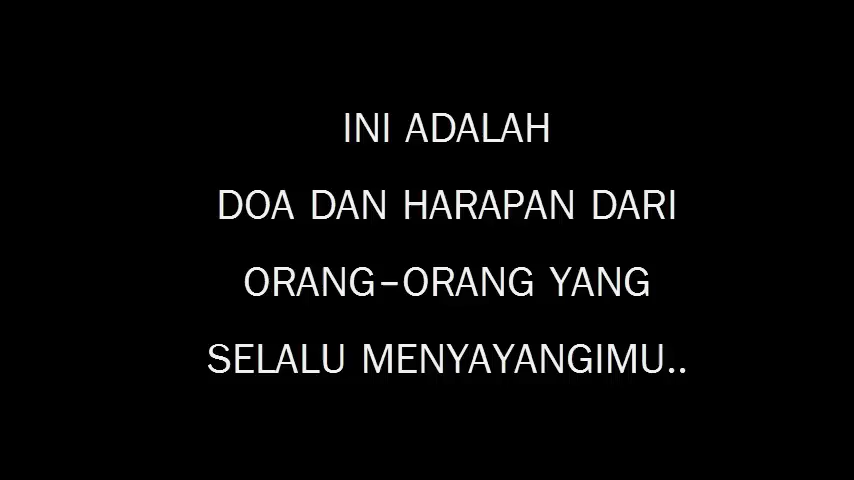 INI ADALAH
DOA DAN HARAPAN DARI
ORANG-ORANG YANG
SELALU MENYAYANGIMU..